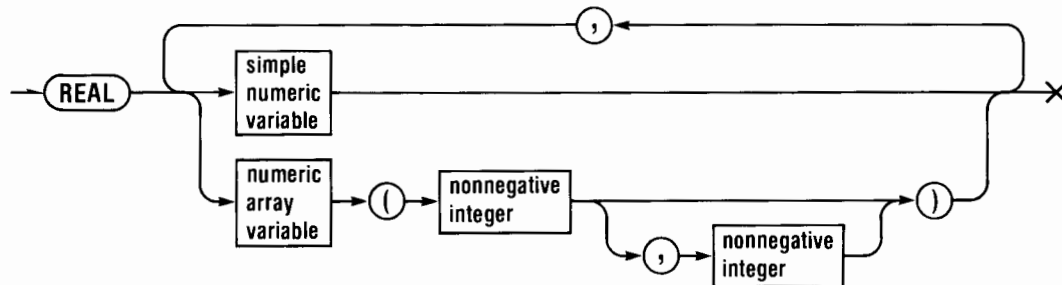 ,
REAL
simple
numeric
variable
numeric
array
variable
(
nonnegative
integer
,
nonnegative
integer
)